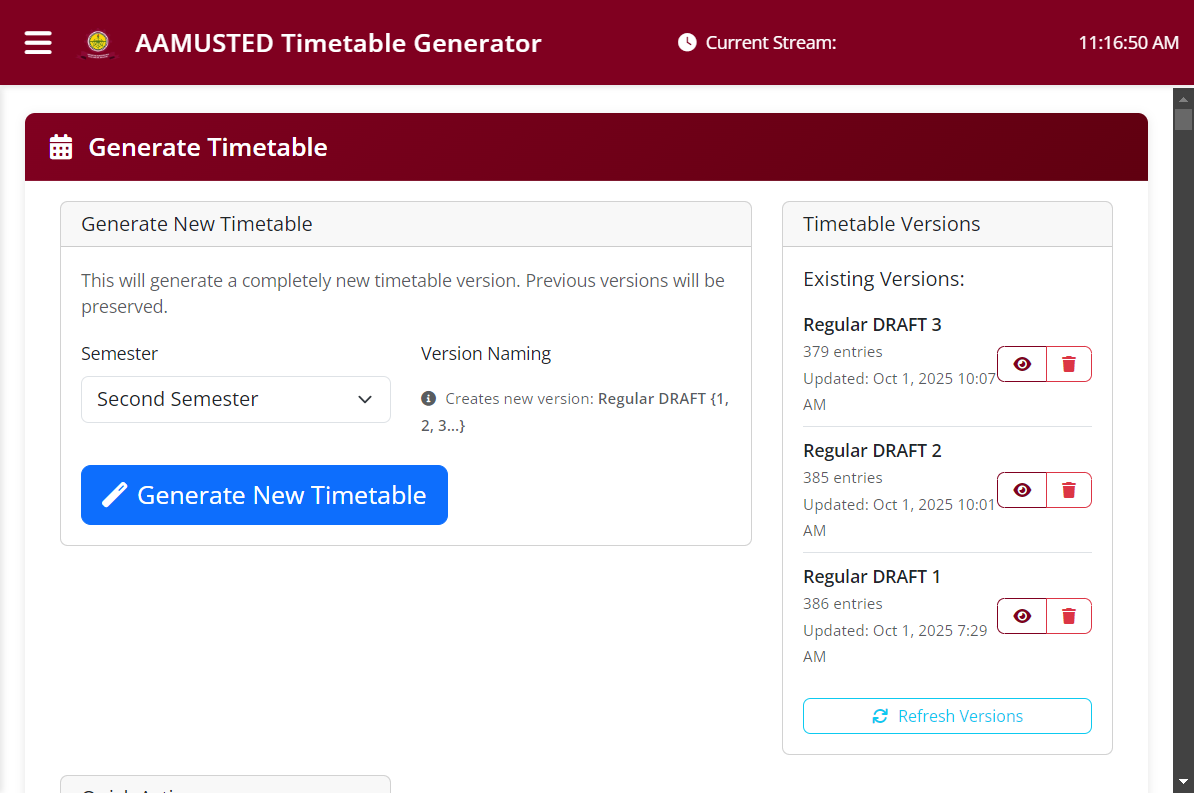 AAMUSTED Timetable Generator
Current Stream:
11:16:50 AM
Generate Timetable
Generate New Timetable
This will generate a completely new timetable version. Previous versions will be
preserved.
Semester
Second Semester
Version Naming
Creates new version: Regular DRAFT {1,
2, 3...}
Generate New Timetable
Timetable Versions
Existing Versions:
Regular DRAFT 3
379 entries
Updated: Oct 1, 2025 10:07
AM
Regular DRAFT 2
385 entries
Updated: Oct 1, 2025 10:01
AM
Regular DRAFT 1
386 entries
Updated: Oct 1, 2025 7:29
AM
Refresh Versions